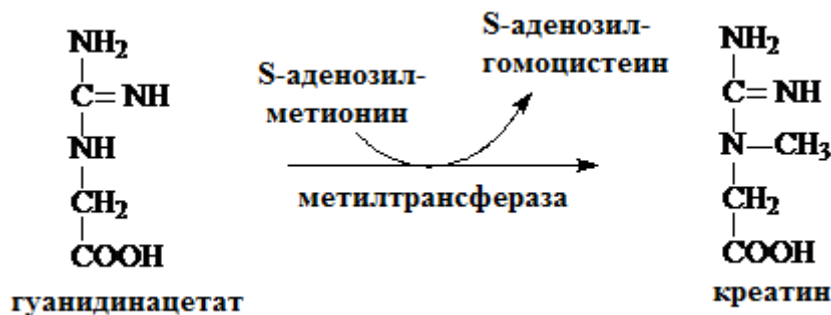 NH2
C=NH
NH
CH2
COOH
гуанидинацетат
S-аденозил-
метионин
S-аденозил-
гомоцистеин
метилтрансфераза
NH2
C=NH
N—CH3
CH2
COOH
креатин